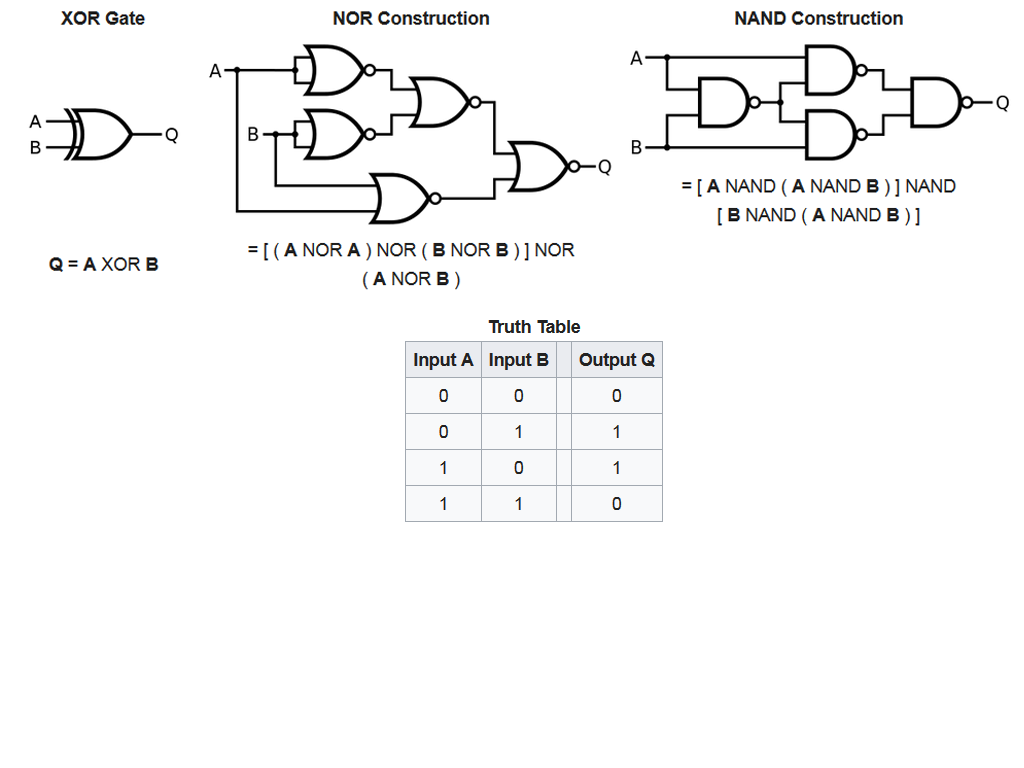 XOR Gate
NOR Construction
NAND Construction
A
B
Q
A
B
Q
A
B
Q
Q = A XOR B
= [ ( A NOR A ) NOR ( B NOR B ) ] NOR
( A NOR B )
= [ A NAND ( A NAND B ) ] NAND
[ B NAND ( A NAND B ) ]
Truth Table
Input A Input B Output Q
0 0 0
0 1 1
1 0 1
1 1 0